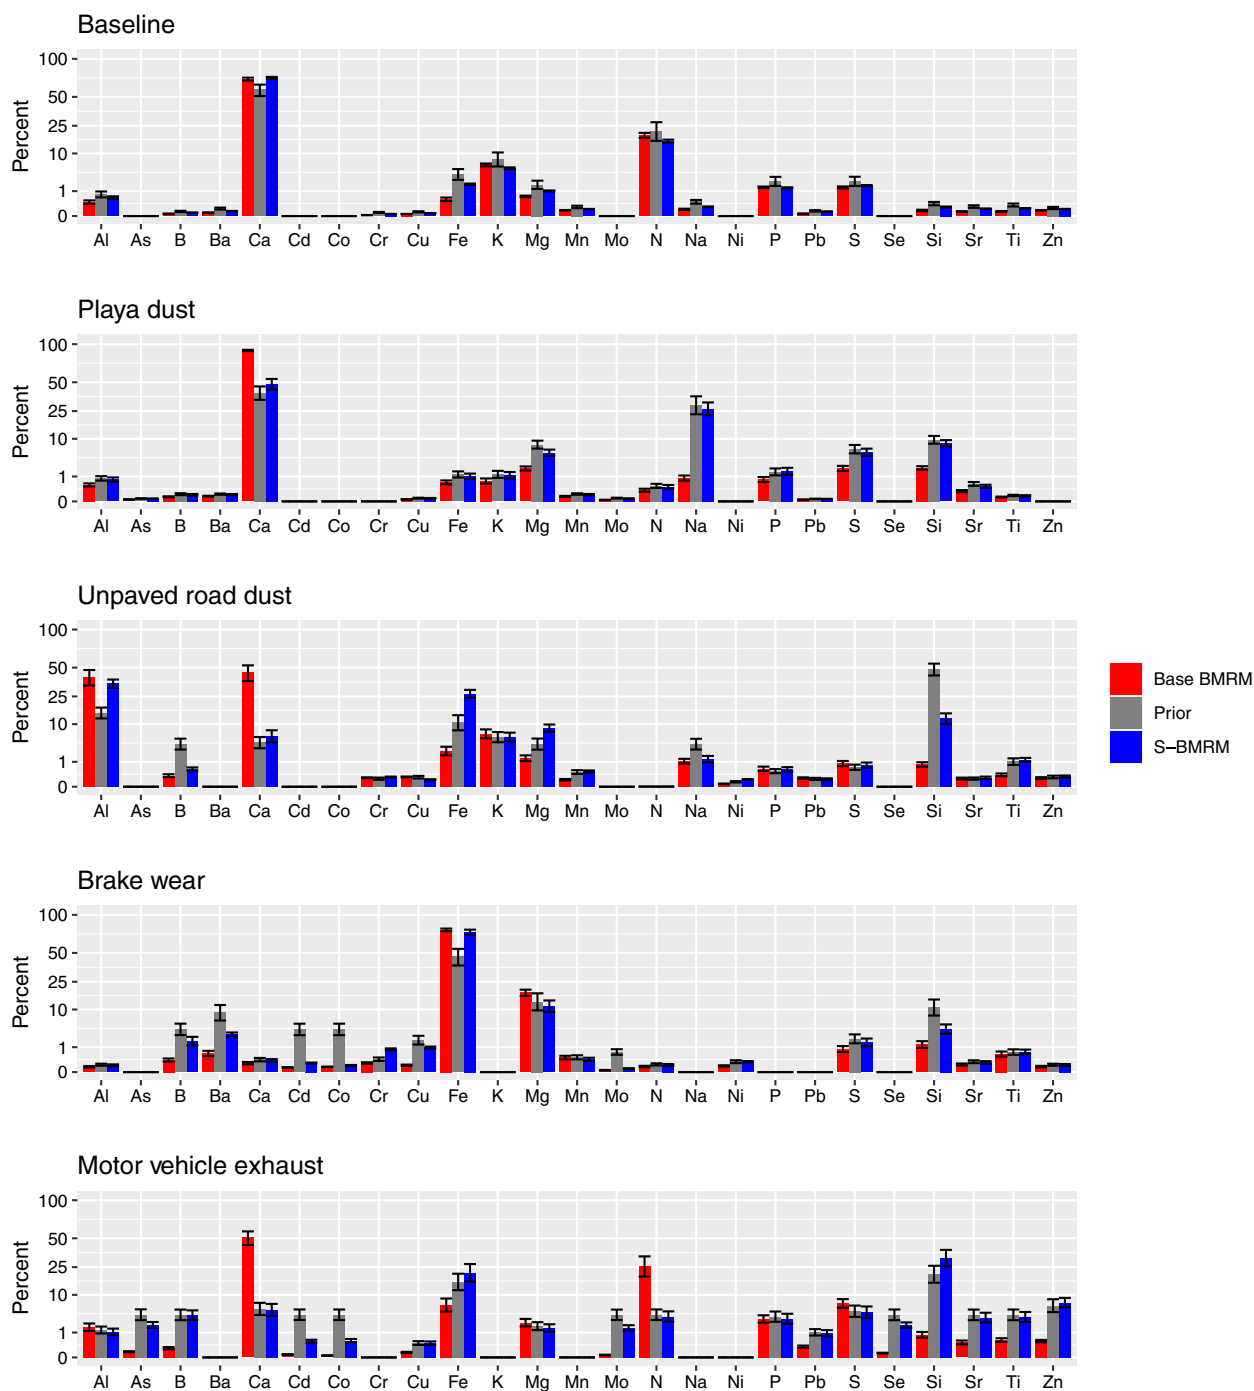 Baseline
Percent
100
50
25
10
1
0
Al As B Ba Ca Cd Co Cr Cu Fe K Mg Mn Mo N Na Ni P Pb S Se Si Sr Ti Zn
Playa dust
Percent
100
50
25
10
1
0
Al As B Ba Ca Cd Co Cr Cu Fe K Mg Mn Mo N Na Ni P Pb S Se Si Sr Ti Zn
Unpaved road dust
Percent
100
50
25
10
1
0
Al As B Ba Ca Cd Co Cr Cu Fe K Mg Mn Mo N Na Ni P Pb S Se Si Sr Ti Zn
Base BMRM
Prior
S−BMRM
Brake wear
Percent
100
50
25
10
1
0
Al As B Ba Ca Cd Co Cr Cu Fe K Mg Mn Mo N Na Ni P Pb S Se Si Sr Ti Zn
Motor vehicle exhaust
Percent
100
50
25
10
1
0
Al As B Ba Ca Cd Co Cr Cu Fe K Mg Mn Mo N Na Ni P Pb S Se Si Sr Ti Zn